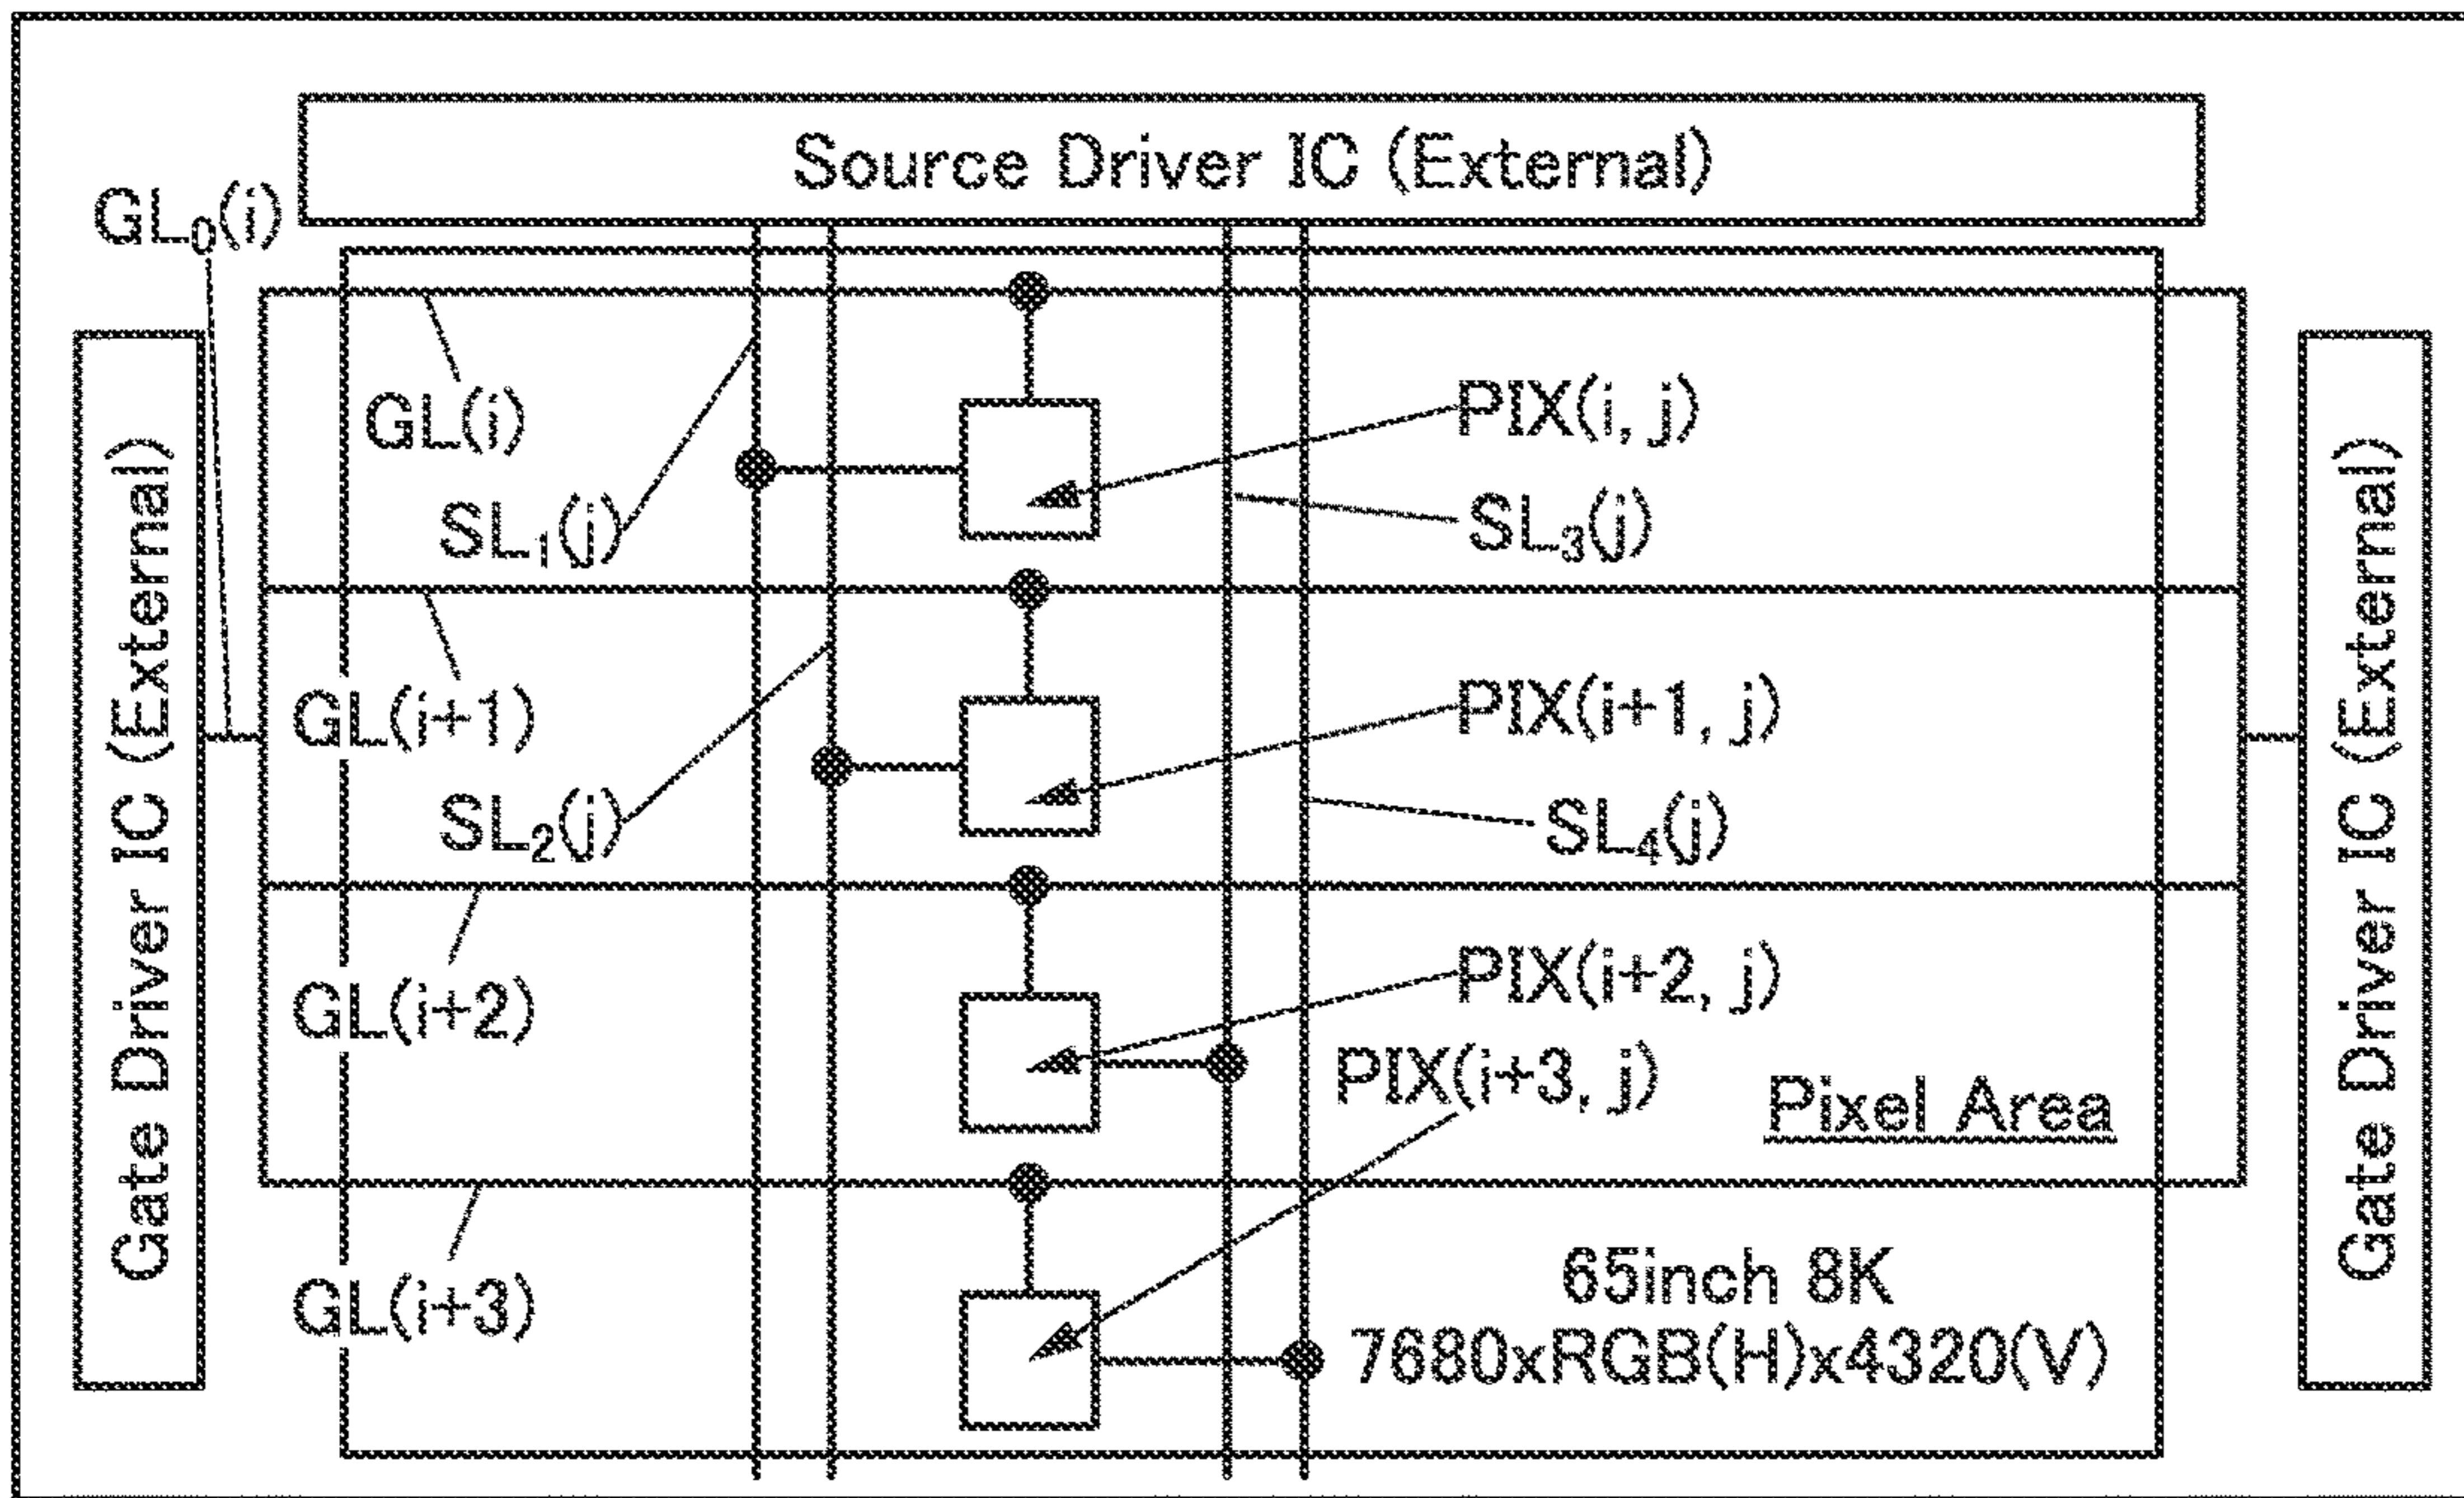 Source Driver IC (External)
GL₀(i)
Gate Driver IC (External)
GL(i)
PIX(i, j)
SL₁(j)
SL₃(j)
GL(i+1)
PIX(i+1, j)
SL₂(j)
SL₄(j)
GL(i+2)
PIX(i+2, j)
PIX(i+3, j)
Pixel Area
GL(i+3)
65inch 8K
7680xRGB(H)x4320(V)
Gate Driver IC (External)